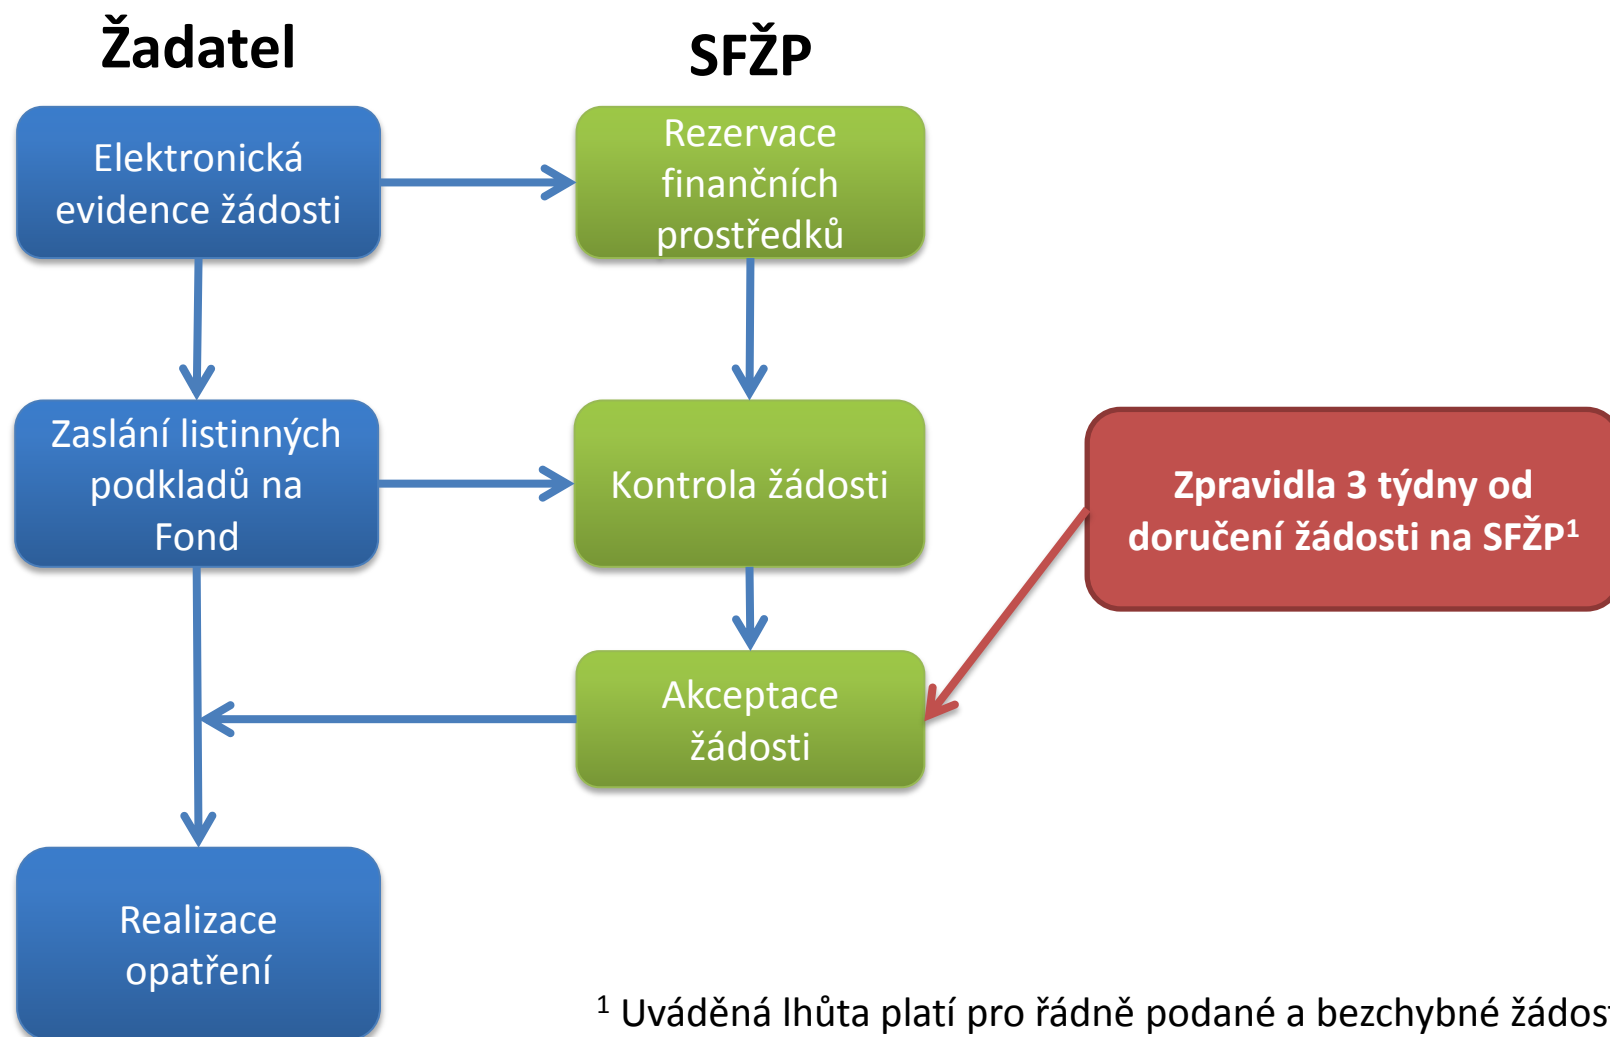 Žadatel
SFŽP
Elektronická
evidence žádosti
Rezervace
finančních
prostředků
Zaslání listinných
podkladů na
Fond
Kontrola žádosti
Zpravidla 3 týdny od
doručení žádosti na SFŽP¹
Akceptace
žádosti
Realizace
opatření
¹ Uváděná lhůta platí pro řádně podané a bezchybné žádost